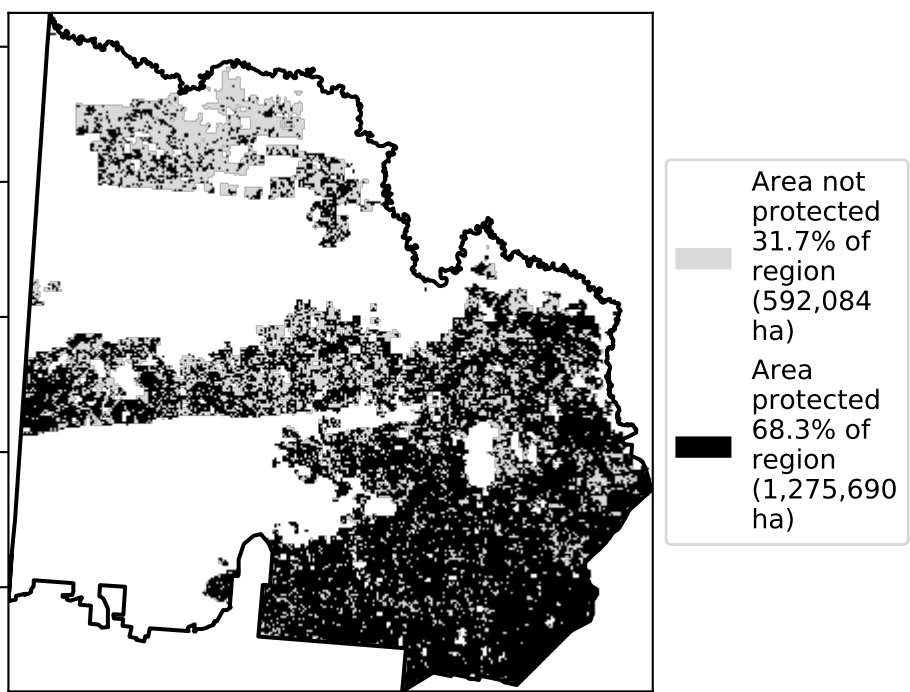 Area not
protected
31.7% of
region
(592,084
ha)
Area
protected
68.3% of
region
(1,275,690
ha)